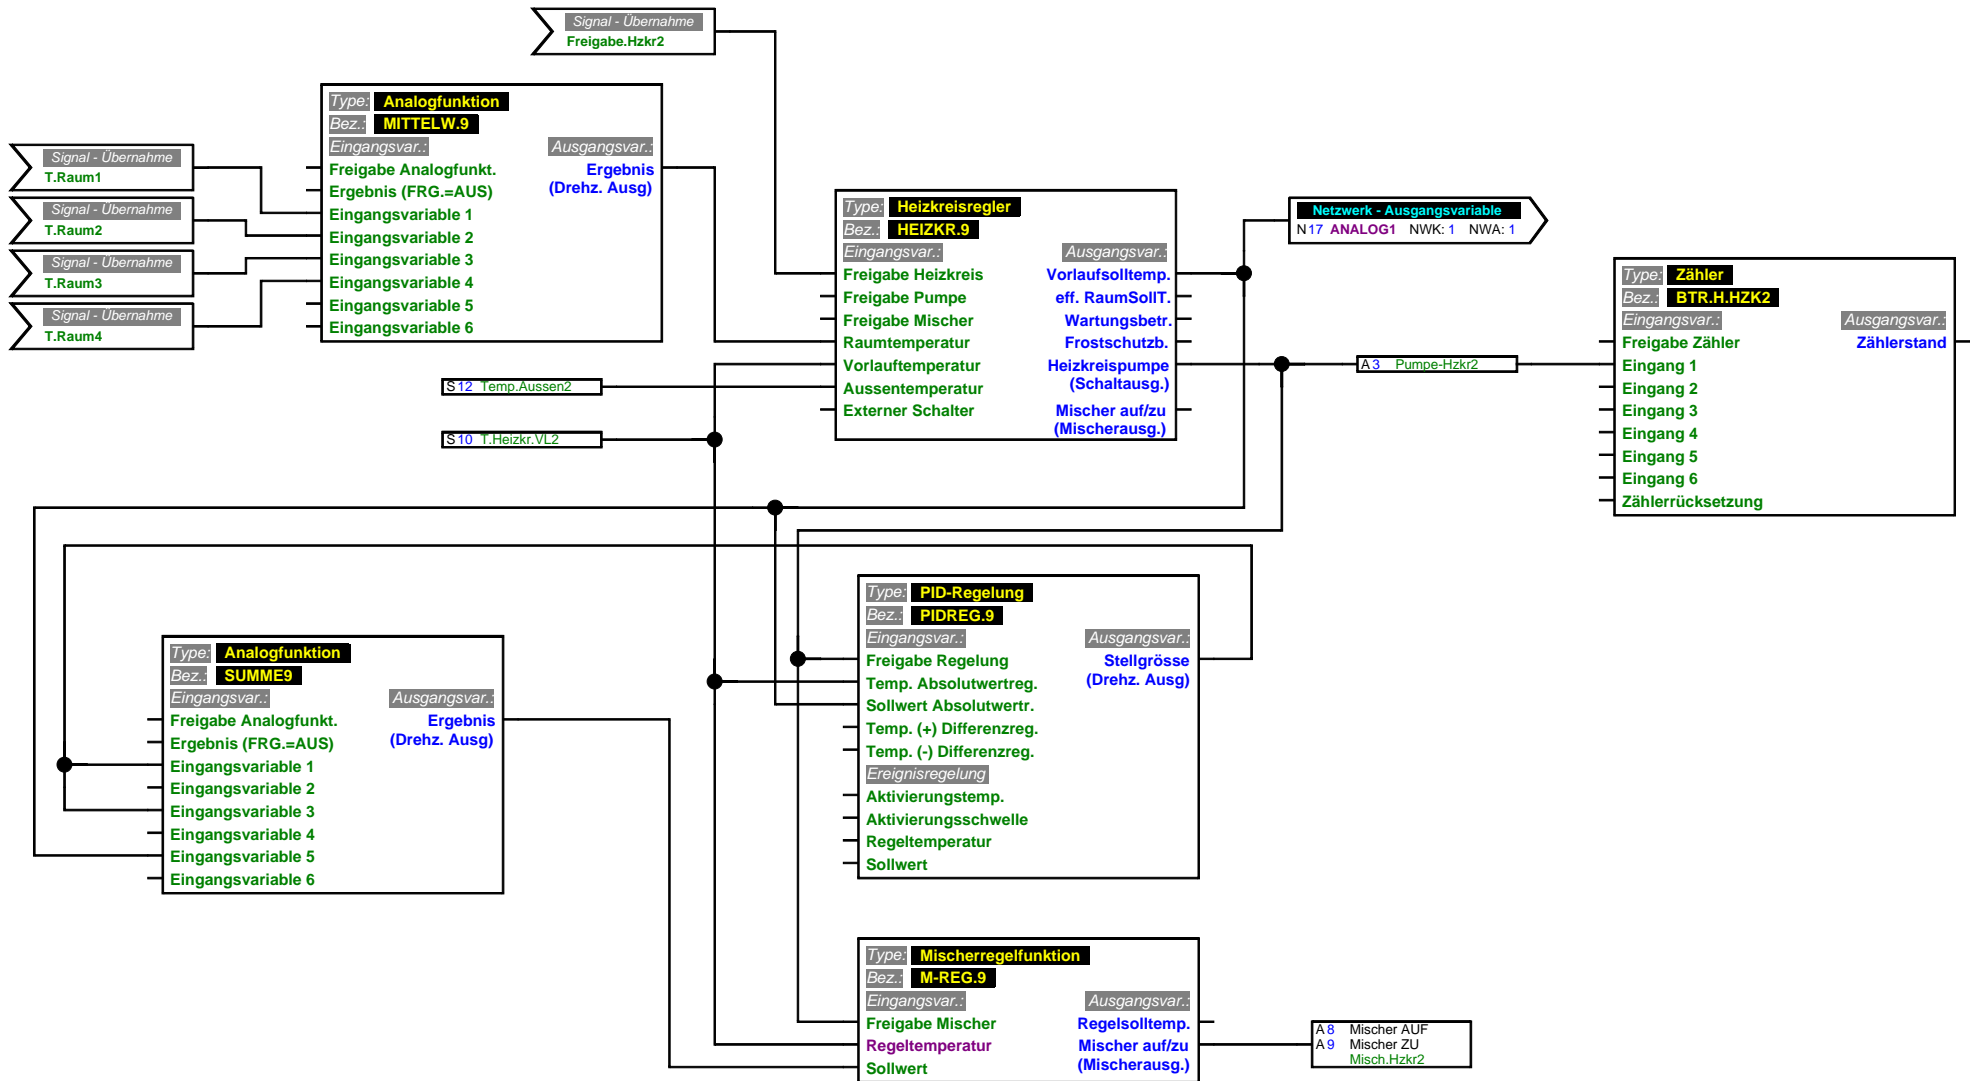 Signal - Übernahme
Freigabe.Hzkr2
Type: Analogfunktion
Bez.: MITTELW.9
Eingangsvar.: Ausgangsvar.:
Freigabe Analogfunkt. Ergebnis
Ergebnis (FRG.=AUS) (Drehz. Ausg)
Eingangsvariable 1
Eingangsvariable 2
Eingangsvariable 3
Eingangsvariable 4
Eingangsvariable 5
Eingangsvariable 6
Signal - Übernahme
T.Raum1
Signal - Übernahme
T.Raum2
Signal - Übernahme
T.Raum3
Signal - Übernahme
T.Raum4
Type: Heizkreisregler
Bez.: HEIZKR.9
Eingangsvar.: Ausgangsvar.:
Freigabe Heizkreis Vorlaufsolltemp.
Freigabe Pumpe eff. RaumSollT.
Freigabe Mischer Wartungsbetr.
Raumtemperatur Frostschutzb.
Vorlauftemperatur Heizkreispumpe
Aussentemperatur (Schaltausg.)
Externer Schalter Mischer auf/zu
(Mischerausg.)
S 12 Temp.Aussen2
S 10 T.Heizkr.VL2
Netzwerk - Ausgangsvariable
N 17 ANALOG1 NWK: 1 NWA: 1
A 3 Pumpe-Hzkr2
Type: Zähler
Bez.: BTR.H.HZK2
Eingangsvar.: Ausgangsvar.:
Freigabe Zähler Zählerstand
Eingang 1
Eingang 2
Eingang 3
Eingang 4
Eingang 5
Eingang 6
Zählerrücksetzung
Type: Analogfunktion
Bez.: SUMME9
Eingangsvar.: Ausgangsvar.:
Freigabe Analogfunkt. Ergebnis
Ergebnis (FRG.=AUS) (Drehz. Ausg)
Eingangsvariable 1
Eingangsvariable 2
Eingangsvariable 3
Eingangsvariable 4
Eingangsvariable 5
Eingangsvariable 6
Type: PID-Regelung
Bez.: PIDREG.9
Eingangsvar.: Ausgangsvar.:
Freigabe Regelung Stellgrösse
Temp. Absolutwertreg. (Drehz. Ausg)
Sollwert Absolutwertr.
Temp. (+) Differenzreg.
Temp. (-) Differenzreg.
Ereignisregelung
Aktivierungstemp.
Aktivierungsschwelle
Regeltemperatur
Sollwert
Type: Mischerregelfunktion
Bez.: M-REG.9
Eingangsvar.: Ausgangsvar.:
Freigabe Mischer Regelsolltemp.
Regeltemperatur Mischer auf/zu
Sollwert (Mischerausg.)
A 8 Mischer AUF
A 9 Mischer ZU
Misch.Hzkr2